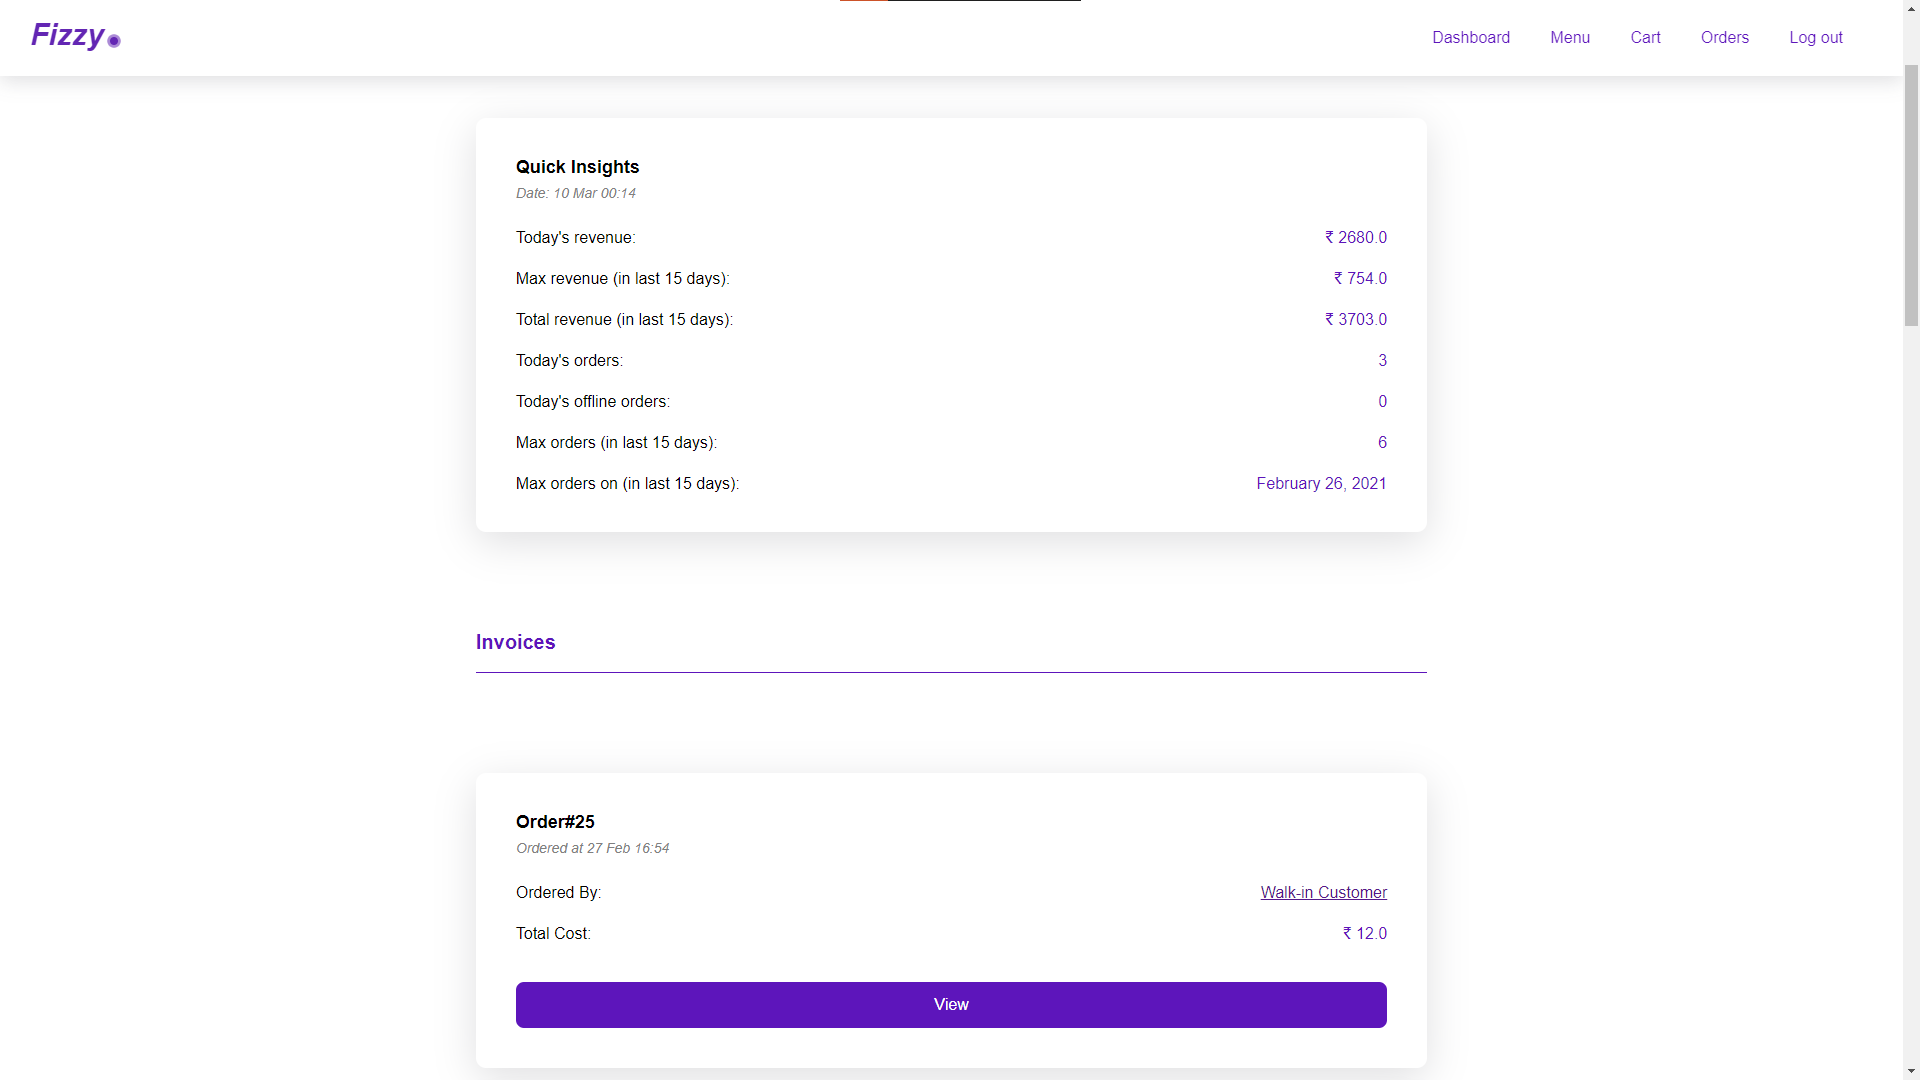 Fizzy
Dashboard Menu Cart Orders Log out
Quick Insights
Date: 10 Mar 00:14
Today's revenue: ₹ 2680.0
Max revenue (in last 15 days): ₹ 754.0
Total revenue (in last 15 days): ₹ 3703.0
Today's orders: 3
Today's offline orders: 0
Max orders (in last 15 days): 6
Max orders on (in last 15 days): February 26, 2021
Invoices
Order#25
Ordered at 27 Feb 16:54
Ordered By: Walk-in Customer
Total Cost: ₹ 12.0
View